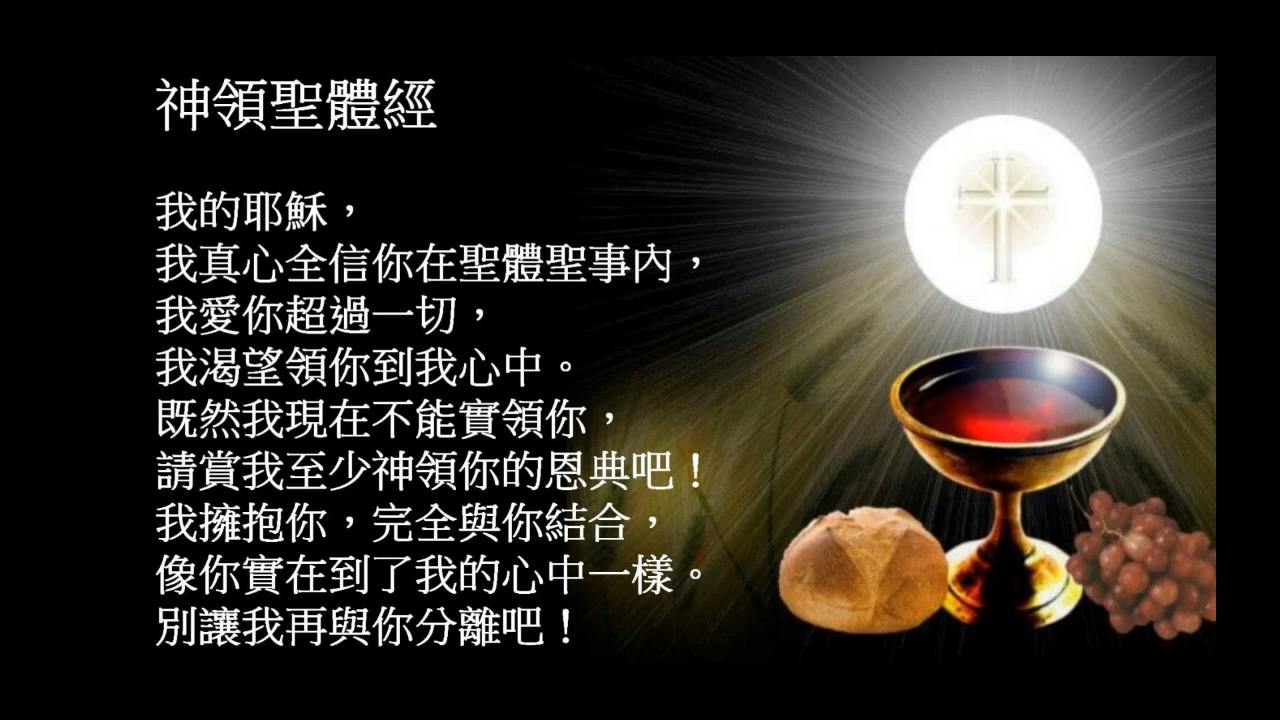 神領聖體經
我的耶穌，
我真心全信你在聖體聖事內，
我愛你超過一切，
我渴望領你到我心中。
既然我現在不能實領你，
請賞我至少神領你的恩典吧！
我擁抱你，完全與你結合，
像你實在到了我的心中一樣。
別讓我再與你分離吧！